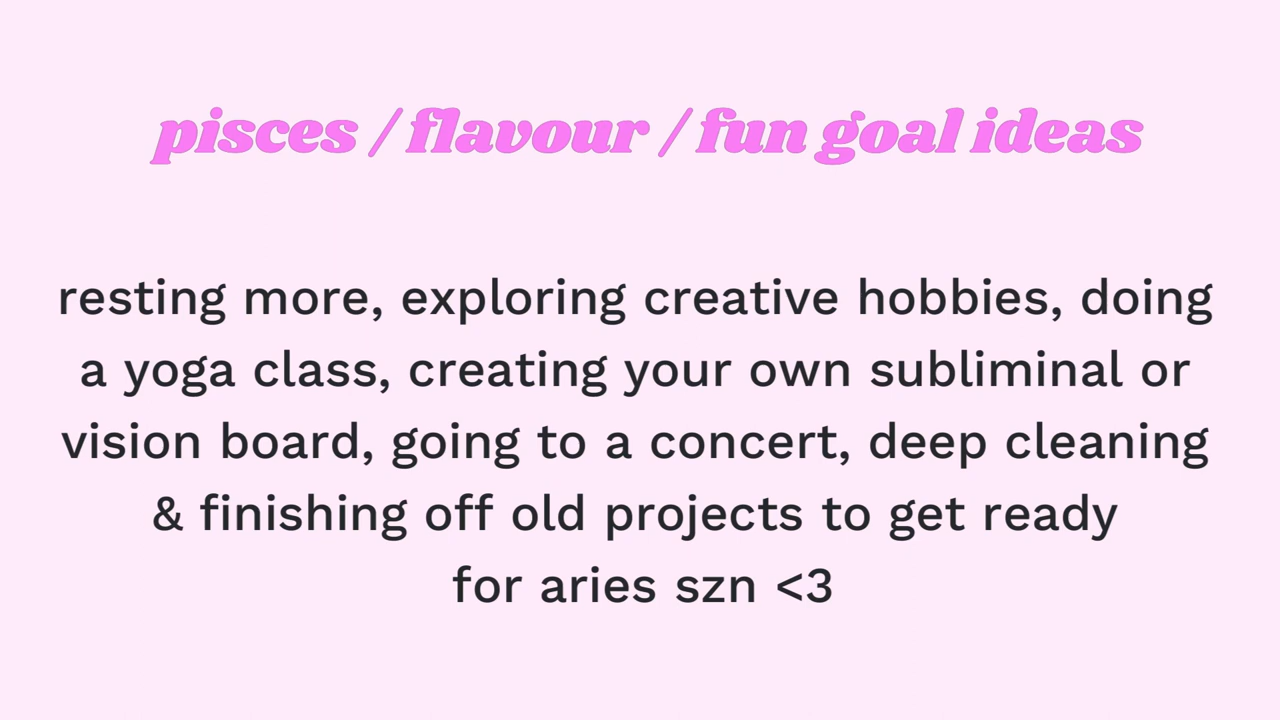 pisces / flavour / fun goal ideas
resting more, exploring creative hobbies, doing
a yoga class, creating your own subliminal or
vision board, going to a concert, deep cleaning
& finishing off old projects to get ready
for aries szn <3